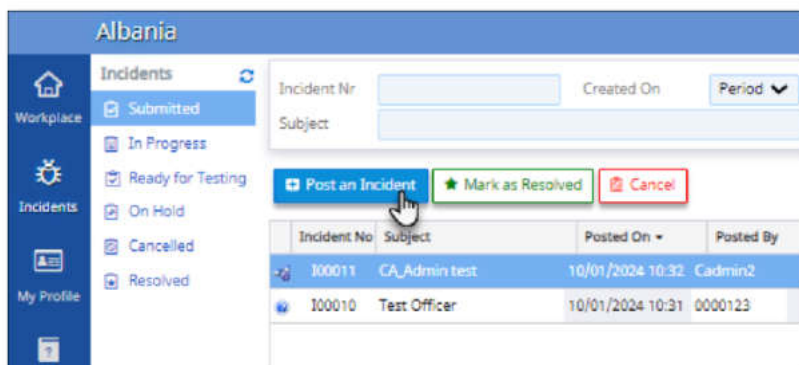 Albania
Workplace
Incidents
My Profile
Incidents
Submitted
In Progress
Ready for Testing
On Hold
Cancelled
Resolved
Incident Nr
Created On
Period
Subject
Post an Incident
Mark as Resolved
Cancel
Incident No Subject Posted On Posted By
I00011 CA_Admin test 10/01/2024 10:32 Cadmin2
I00010 Test Officer 10/01/2024 10:31 0000123